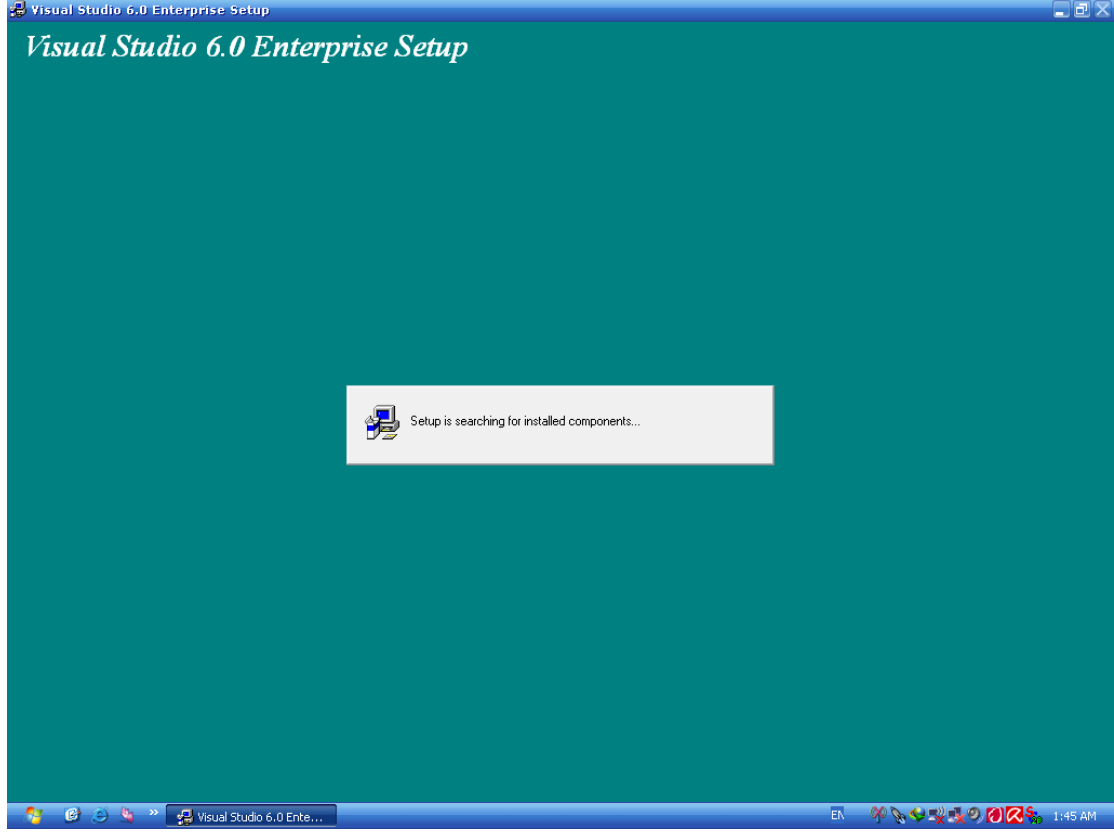 Visual Studio 6.0 Enterprise Setup
Visual Studio 6.0 Enterprise Setup
Setup is searching for installed components...
»
Visual Studio 6.0 Ente...
EN
1:45 AM